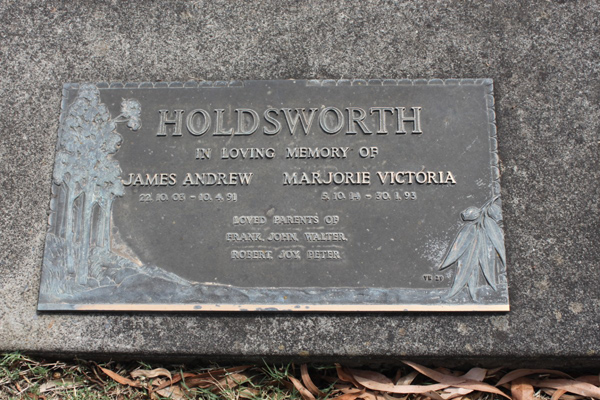 HOLDSWORTH
IN LOVING MEMORY OF
JAMES ANDREW MARJORIE VICTORIA
22.10.03 - 10.4.91 5.10.14 - 30.1.93
LOVED PARENTS OF
FRANK, JOHN, WALTER,
ROBERT, JOY, PETER